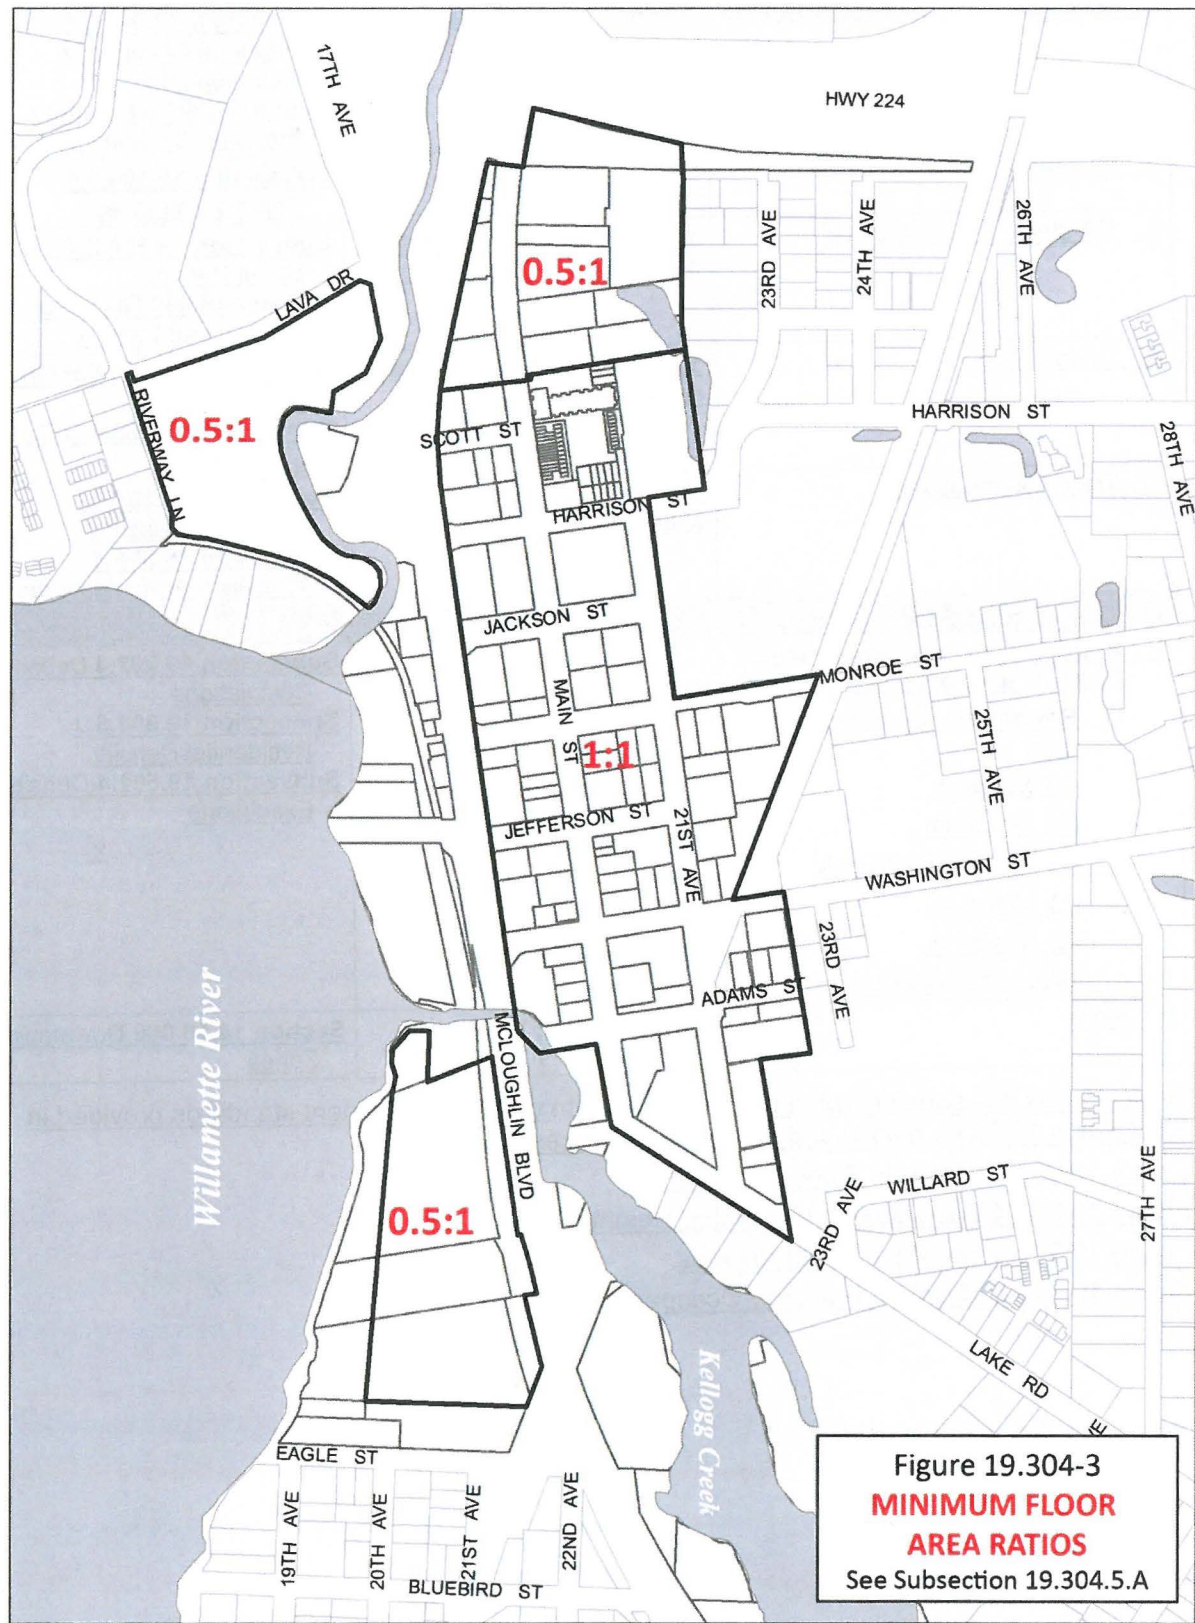 17TH AVE
HWY 224
23RD AVE
24TH AVE
26TH AVE
0.5:1
LAVA DR
RIVERWAY LN
0.5:1
SCOTT ST
HARRISON ST
28TH AVE
HARRISON ST
JACKSON ST
MONROE ST
MAIN ST
25TH AVE
1:1
JEFFERSON ST
21ST AVE
WASHINGTON ST
23RD AVE
ADAMS ST
Willamette River
MCLOUGHLIN BLVD
0.5:1
WILLARD ST
23RD AVE
27TH AVE
LAKE RD
Kellogg Creek
EAGLE ST
19TH AVE
20TH AVE
21ST AVE
22ND AVE
BLUEBIRD ST
Figure 19.304-3
MINIMUM FLOOR
AREA RATIOS
See Subsection 19.304.5.A